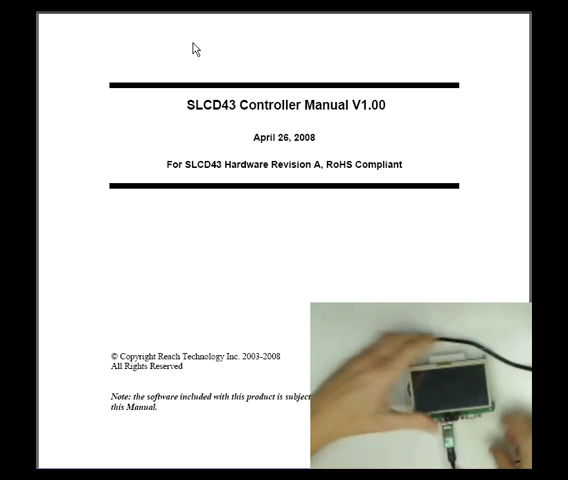 SLCD43 Controller Manual V1.00
April 26, 2008
For SLCD43 Hardware Revision A, RoHS Compliant
© Copyright Reach Technology Inc. 2003-2008
All Rights Reserved
Note: the software included with this product is subject
this Manual.